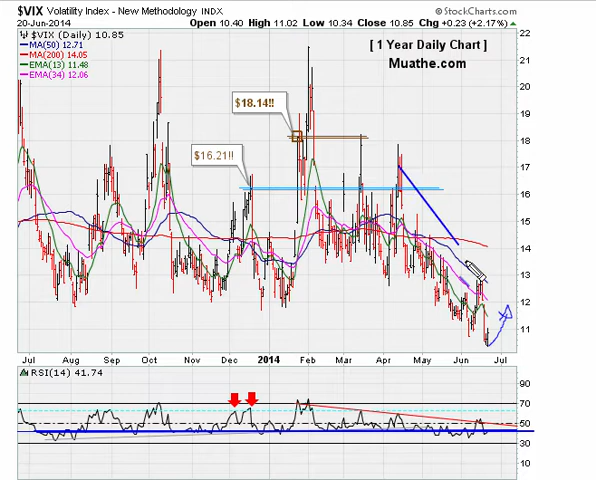 $VIX Volatility Index - New Methodology INDX © StockCharts.com
20-Jun-2014 Open 10.40 High 11.02 Low 10.34 Close 10.85 Chg +0.23 (+2.17%)
$VIX (Daily) 10.85
MA(50) 12.71
MA(200) 14.05
EMA(13) 11.48
EMA(34) 12.06
[ 1 Year Daily Chart ]
Muathe.com
$18.14!!
$16.21!!
22
21
20
19
18
17
16
15
14
13
12
11
Jul Aug Sep Oct Nov Dec 2014 Feb Mar Apr May Jun Jul
RSI(14) 41.74
90
70
50
30
10